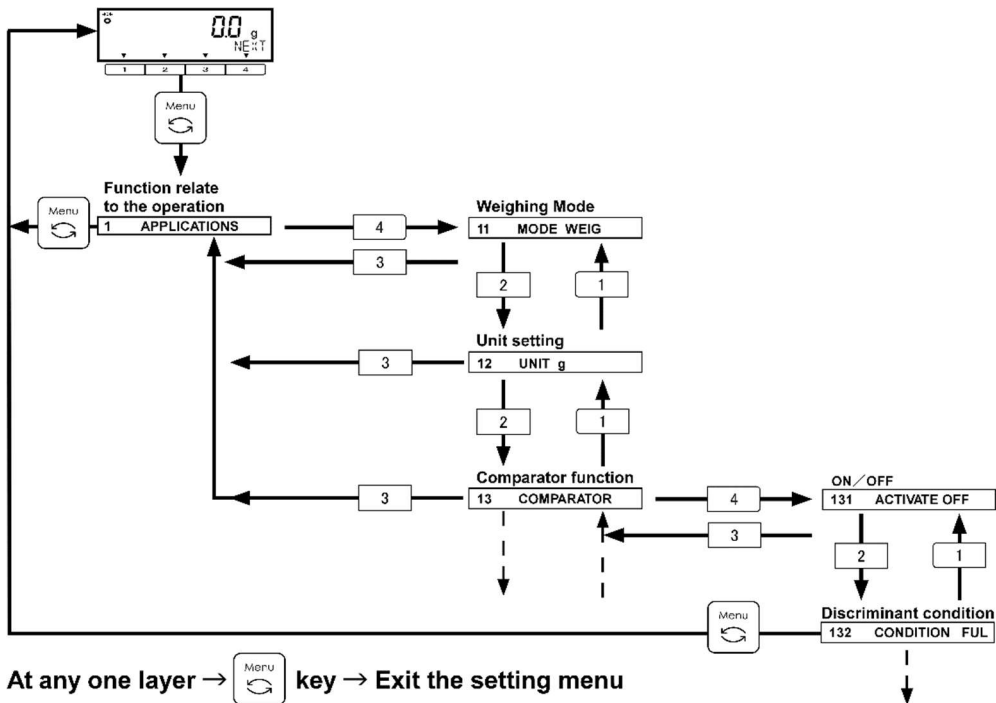 0.0 g
NEXT
1 2 3 4
Menu
Function relate
to the operation
Menu
1 APPLICATIONS
4
Weighing Mode
11 MODE WEIG
3
2
1
Unit setting
3
12 UNIT g
2
1
Comparator function
3
13 COMPARATOR
4
ON／OFF
131 ACTIVATE OFF
3
2
1
Menu
Discriminant condition
132 CONDITION FUL
At any one layer → Menu key → Exit the setting menu